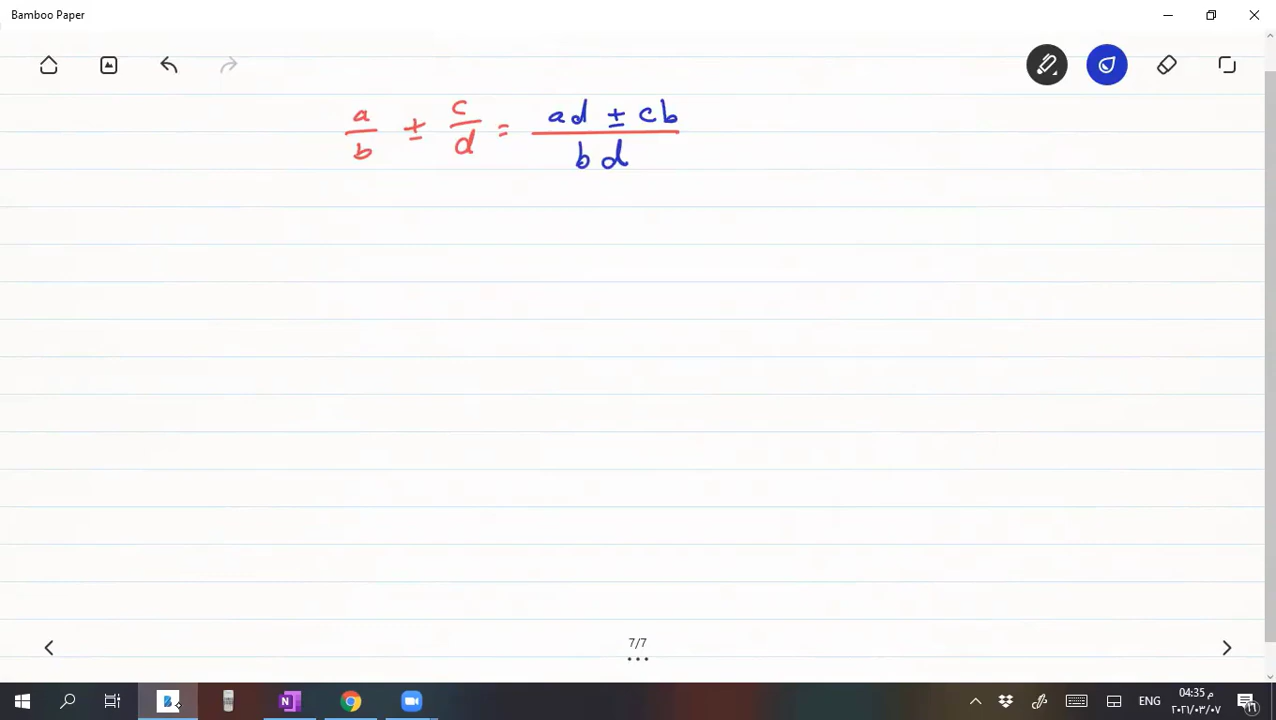 Bamboo Paper
a/b ± c/d = (ad ± cb)/(bd)
7/7
ENG
04:35 م
٢٠٢١/٠٣/٠٧